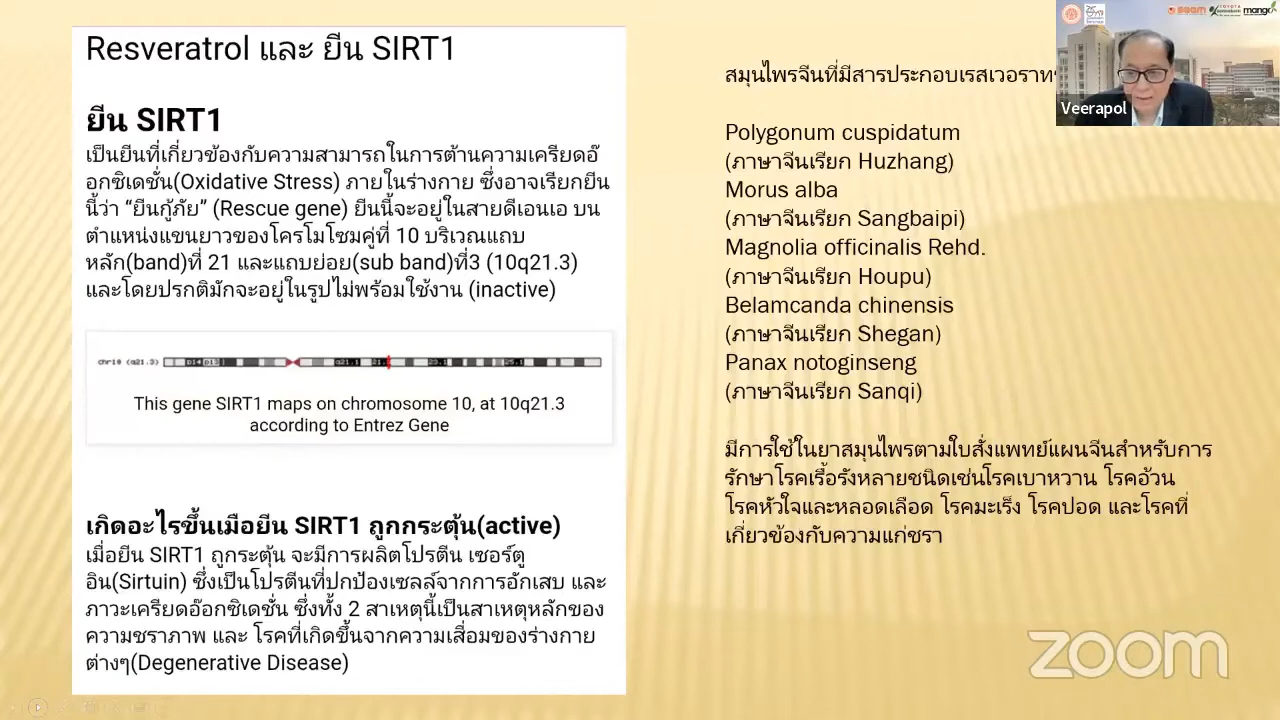 Resveratrol และ ยีน SIRT1
ยีน SIRT1
เป็นยีนที่เกี่ยวข้องกับความสามารถในการต้านความเครียดอ๊
อกซิเดชั่น(Oxidative Stress) ภายในร่างกาย ซึ่งอาจเรียกยีน
นี้ว่า “ยีนกู้ภัย” (Rescue gene) ยีนนี้จะอยู่ในสายดีเอนเอ บน
ตำแหน่งแขนยาวของโครโมโซมคู่ที่ 10 บริเวณแถบ
หลัก(band)ที่ 21 และแถบย่อย(sub band)ที่3 (10q21.3)
และโดยปรกติมักจะอยู่ในรูปไม่พร้อมใช้งาน (inactive)
chr10 (q21.3)
This gene SIRT1 maps on chromosome 10, at 10q21.3
according to Entrez Gene
เกิดอะไรขึ้นเมื่อยีน SIRT1 ถูกกระตุ้น(active)
เมื่อยีน SIRT1 ถูกกระตุ้น จะมีการผลิตโปรตีน เซอร์ตู
อิน(Sirtuin) ซึ่งเป็นโปรตีนที่ปกป้องเซลล์จากการอักเสบ และ
ภาวะเครียดอ๊อกซิเดชั่น ซึ่งทั้ง 2 สาเหตุนี้เป็นสาเหตุหลักของ
ความชราภาพ และ โรคที่เกิดขึ้นจากความเสื่อมของร่างกาย
ต่างๆ(Degenerative Disease)
สมุนไพรจีนที่มีสารประกอบเรสเวอราท
Polygonum cuspidatum
(ภาษาจีนเรียก Huzhang)
Morus alba
(ภาษาจีนเรียก Sangbaipi)
Magnolia officinalis Rehd.
(ภาษาจีนเรียก Houpu)
Belamcanda chinensis
(ภาษาจีนเรียก Shegan)
Panax notoginseng
(ภาษาจีนเรียก Sanqi)
มีการใช้ในยาสมุนไพรตามใบสั่งแพทย์แผนจีนสำหรับการ
รักษาโรคเรื้อรังหลายชนิดเช่นโรคเบาหวาน โรคอ้วน
โรคหัวใจและหลอดเลือด โรคมะเร็ง โรคปอด และโรคที่
เกี่ยวข้องกับความแก่ชรา
Veerapol
mango
zoom